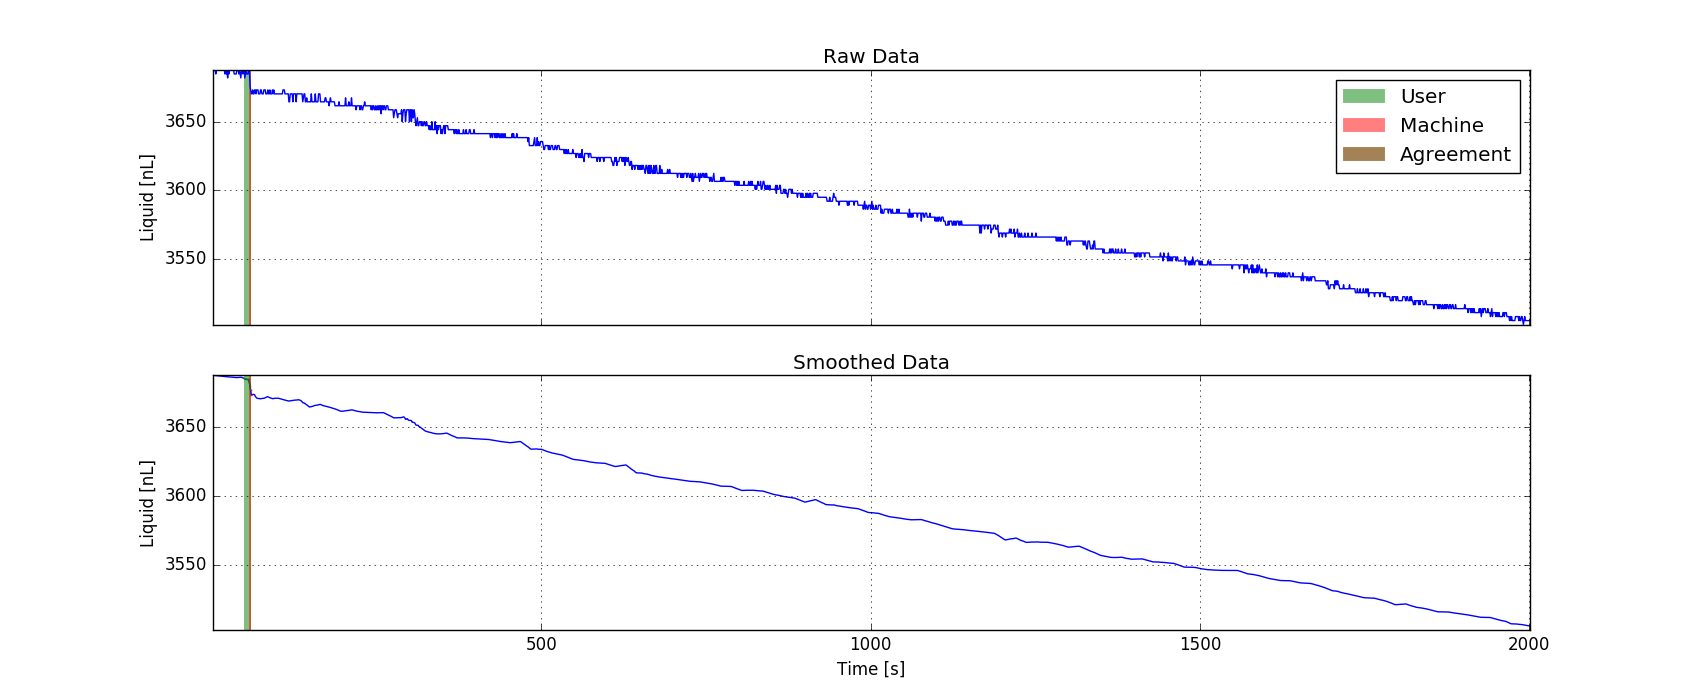 Raw Data
3650
3600
3550
Liquid [nL]
User
Machine
Agreement
Smoothed Data
3650
3600
3550
Liquid [nL]
500
1000
1500
2000
Time [s]